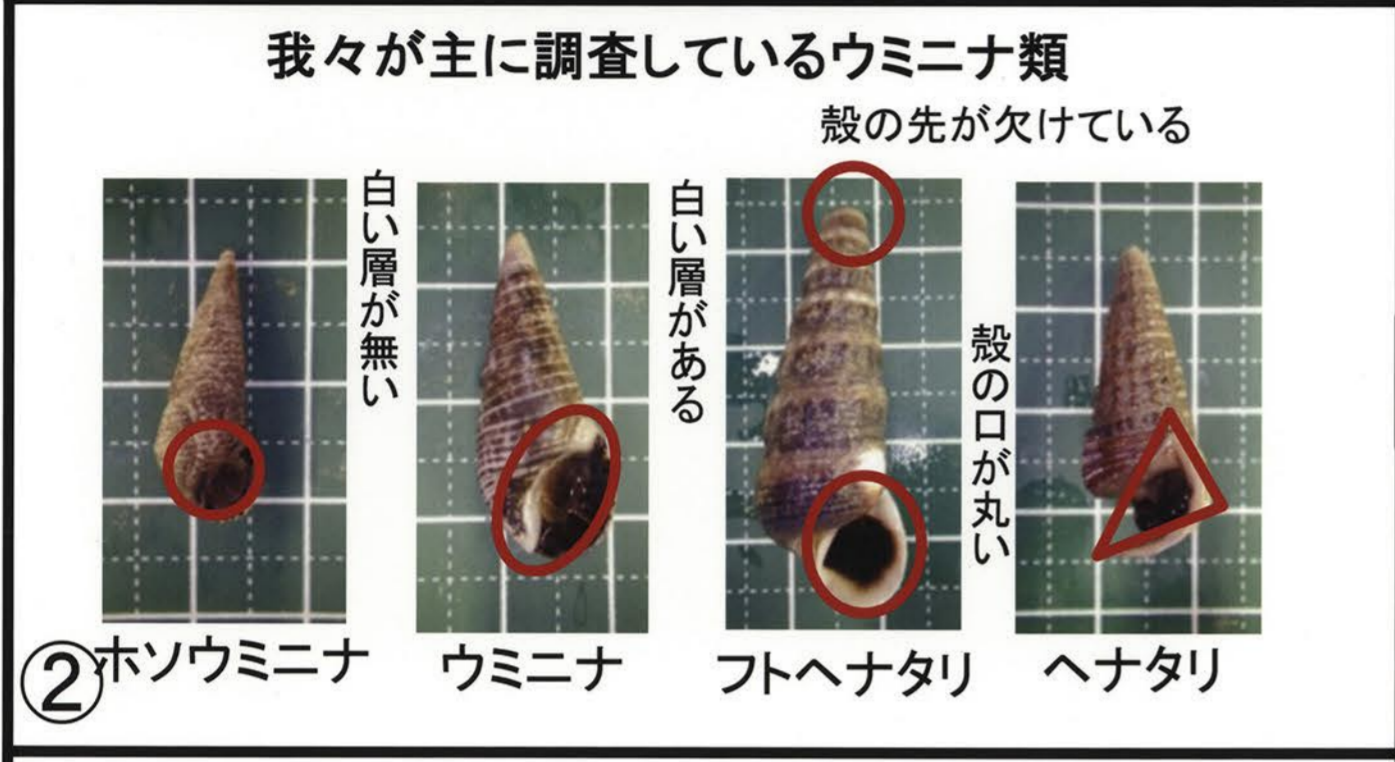 我々が主に調査しているウミニナ類
殻の先が欠けている
白い層が無い
白い層がある
殻の口が丸い
②
ホソウミニナ
ウミニナ
フトヘナタリ
ヘナタリ